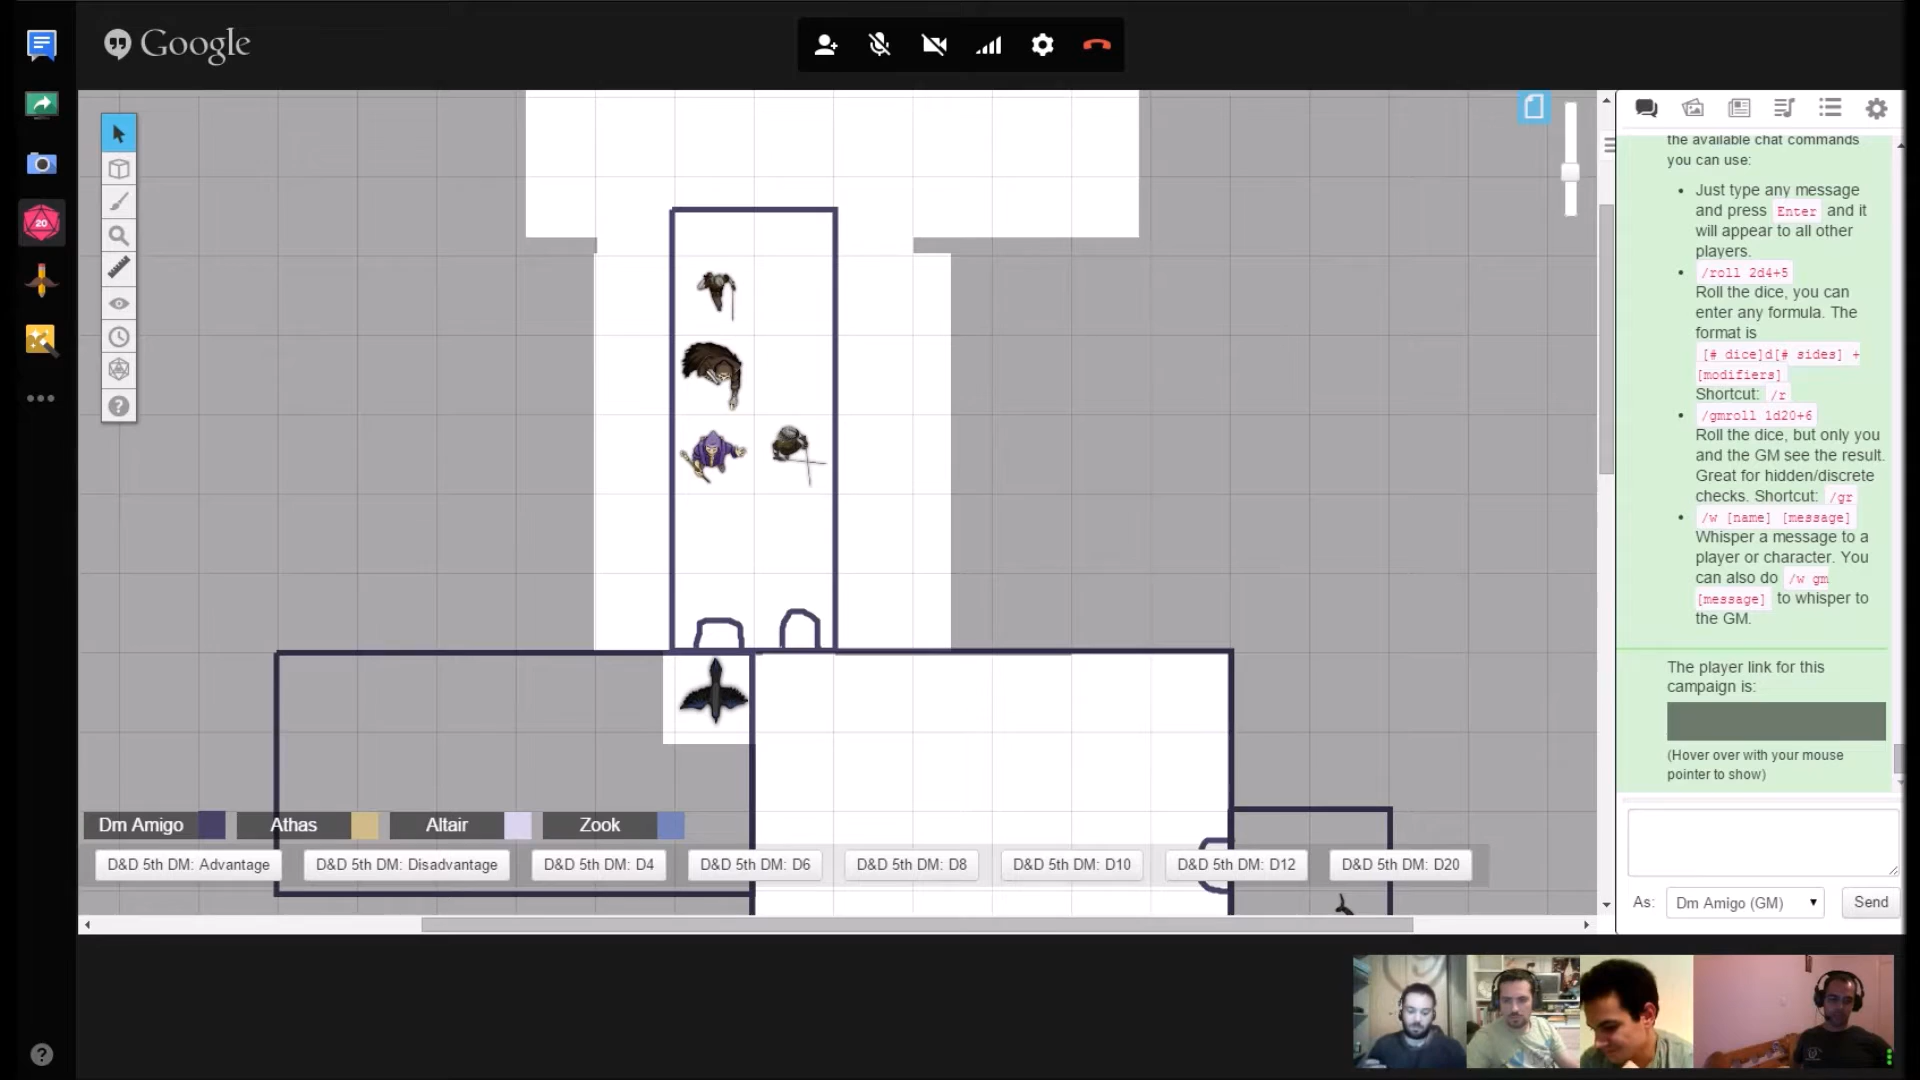 Google
20
the available chat commands
you can use:
Just type any message
and press Enter and it
will appear to all other
players.
/roll 2d4+5
Roll the dice, you can
enter any formula. The
format is
[# dice]d[# sides] +
[modifiers]
Shortcut: /r
/gmroll 1d20+6
Roll the dice, but only you
and the GM see the result.
Great for hidden/discrete
checks. Shortcut: /gr
/w [name] [message]
Whisper a message to a
player or character. You
can also do /w gm
[message] to whisper to
the GM.
The player link for this
campaign is:
(Hover over with your mouse
pointer to show)
Dm Amigo Athas Altair Zook
D&D 5th DM: Advantage D&D 5th DM: Disadvantage D&D 5th DM: D4 D&D 5th DM: D6 D&D 5th DM: D8 D&D 5th DM: D10 D&D 5th DM: D12 D&D 5th DM: D20
As: Dm Amigo (GM) Send